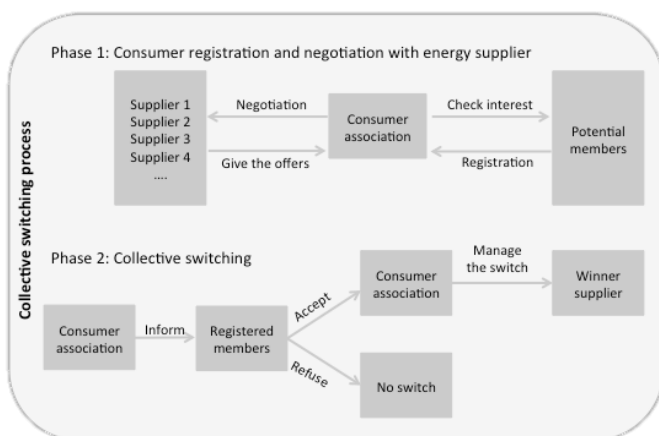 Collective switching process
Phase 1: Consumer registration and negotiation with energy supplier
Supplier 1
Supplier 2
Supplier 3
Supplier 4
....
Negotiation
Give the offers
Consumer
association
Check interest
Registration
Potential
members
Phase 2: Collective switching
Consumer
association
Inform
Registered
members
Accept
Refuse
Consumer
association
Manage
the switch
Winner
supplier
No switch